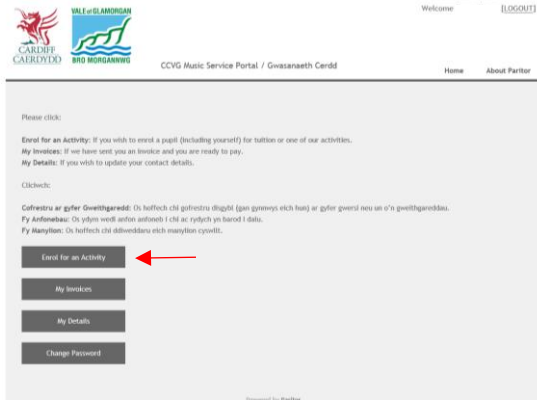 Welcome [LOGOUT]
CARDIFF
CAERDYDD
VALE of GLAMORGAN
BRO MORGANNWG
CCVG Music Service Portal / Gwasanaeth Cerdd
Home About Paritor
Please click:
Enrol for an Activity: If you wish to enrol a pupil (including yourself) for tuition or one of our activities.
My Invoices: If we have sent you an invoice and you are ready to pay.
My Details: If you wish to update your contact details.
Cliciwch:
Cofrestru ar gyfer Gweithgaredd: Os hoffech chi gofrestru disgybl (gan gynnwys eich hun) ar gyfer gwersi neu un o'n gweithgareddau.
Fy Anfonebau: Os ydym wedi anfon anfoneb i chi ac rydych yn barod i dalu.
Fy Manylion: Os hoffech chi ddiweddaru eich manylion cyswllt.
Enrol for an Activity
My Invoices
My Details
Change Password
Powered by Paritor